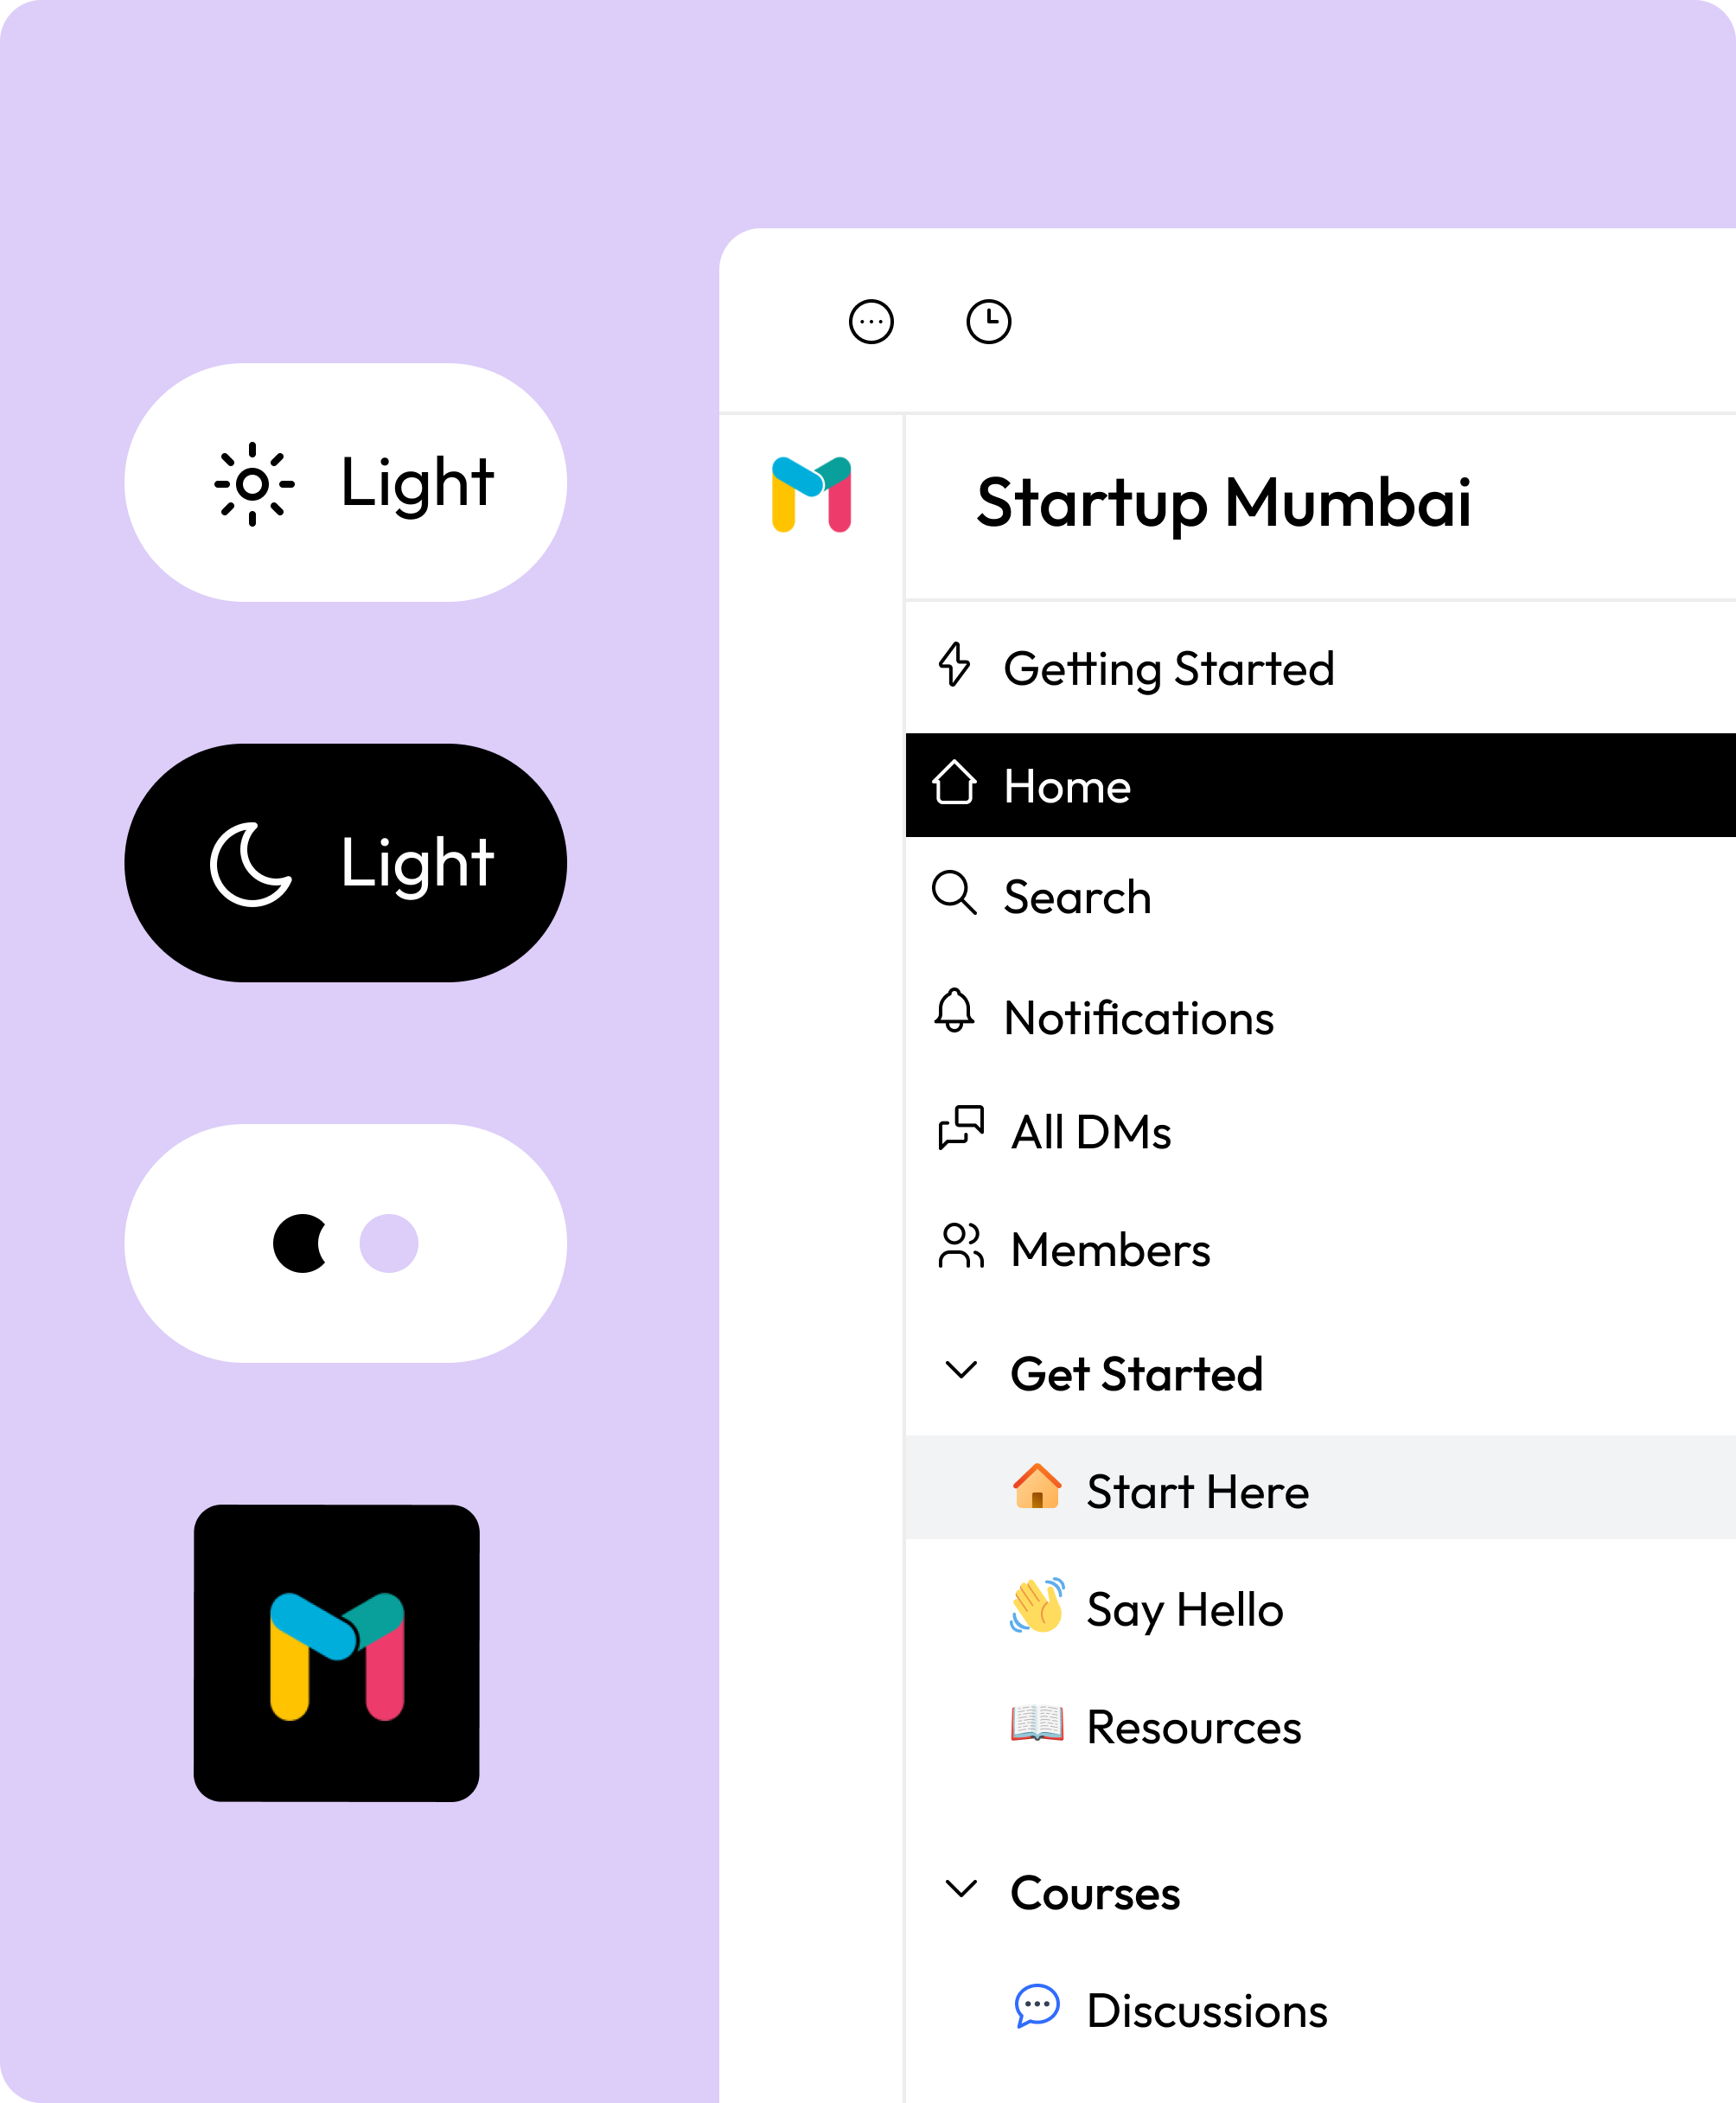 Light
Light
Startup Mumbai
Getting Started
Home
Search
Notifications
All DMs
Members
Get Started
Start Here
Say Hello
Resources
Courses
Discussions